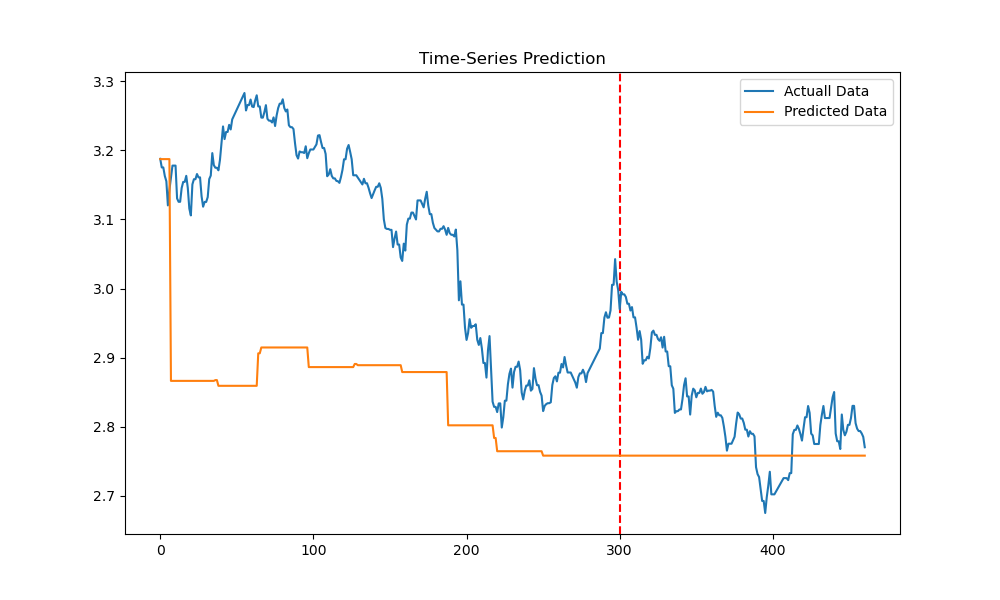 Time-Series Prediction
Actuall Data
Predicted Data
3.3
3.2
3.1
3.0
2.9
2.8
2.7
0 100 200 300 400